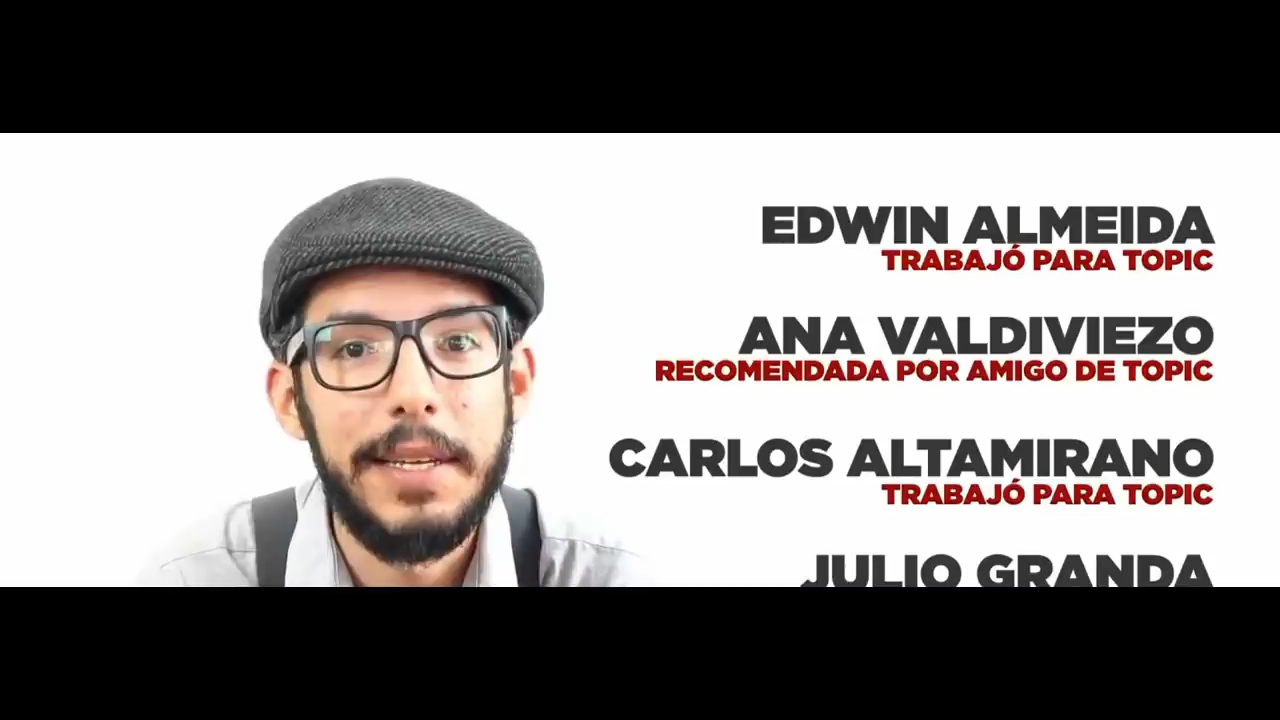 EDWIN ALMEIDA
TRABAJÓ PARA TOPIC
ANA VALDIVIEZO
RECOMENDADA POR AMIGO DE TOPIC
CARLOS ALTAMIRANO
TRABAJÓ PARA TOPIC
JULIO GRANDA